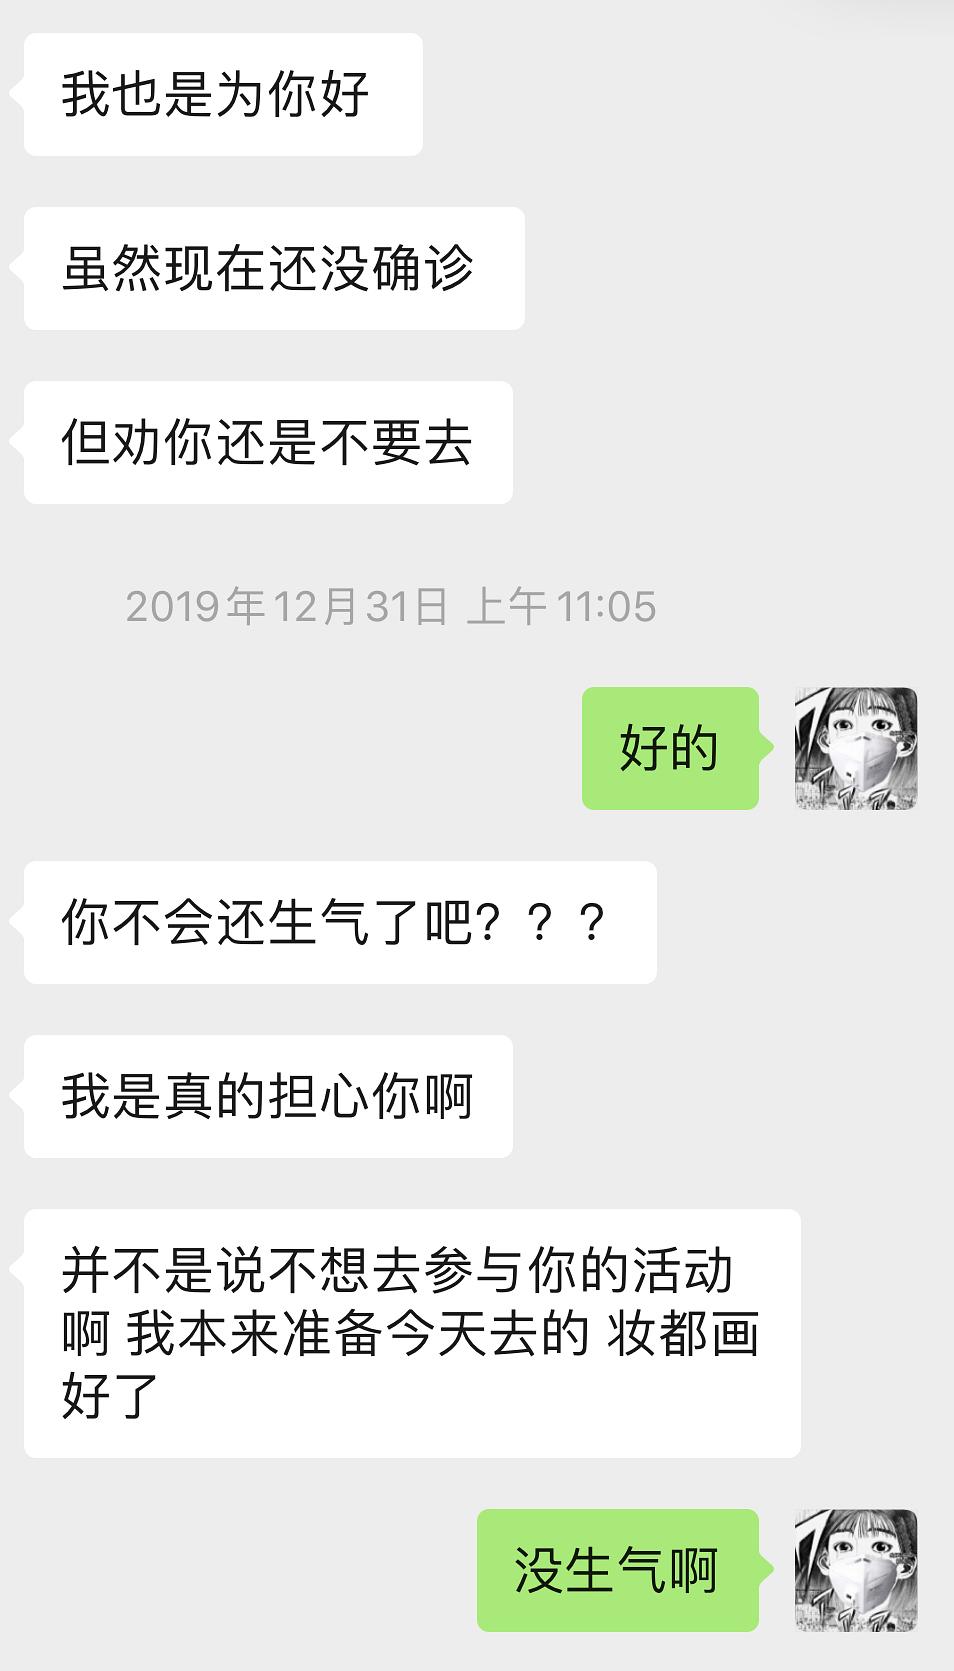 我也是为你好
虽然现在还没确诊
但劝你还是不要去
2019年12月31日 上午11:05
好的
你不会还生气了吧？？？
我是真的担心你啊
并不是说不想去参与你的活动
啊 我本来准备今天去的 妆都画
好了
没生气啊